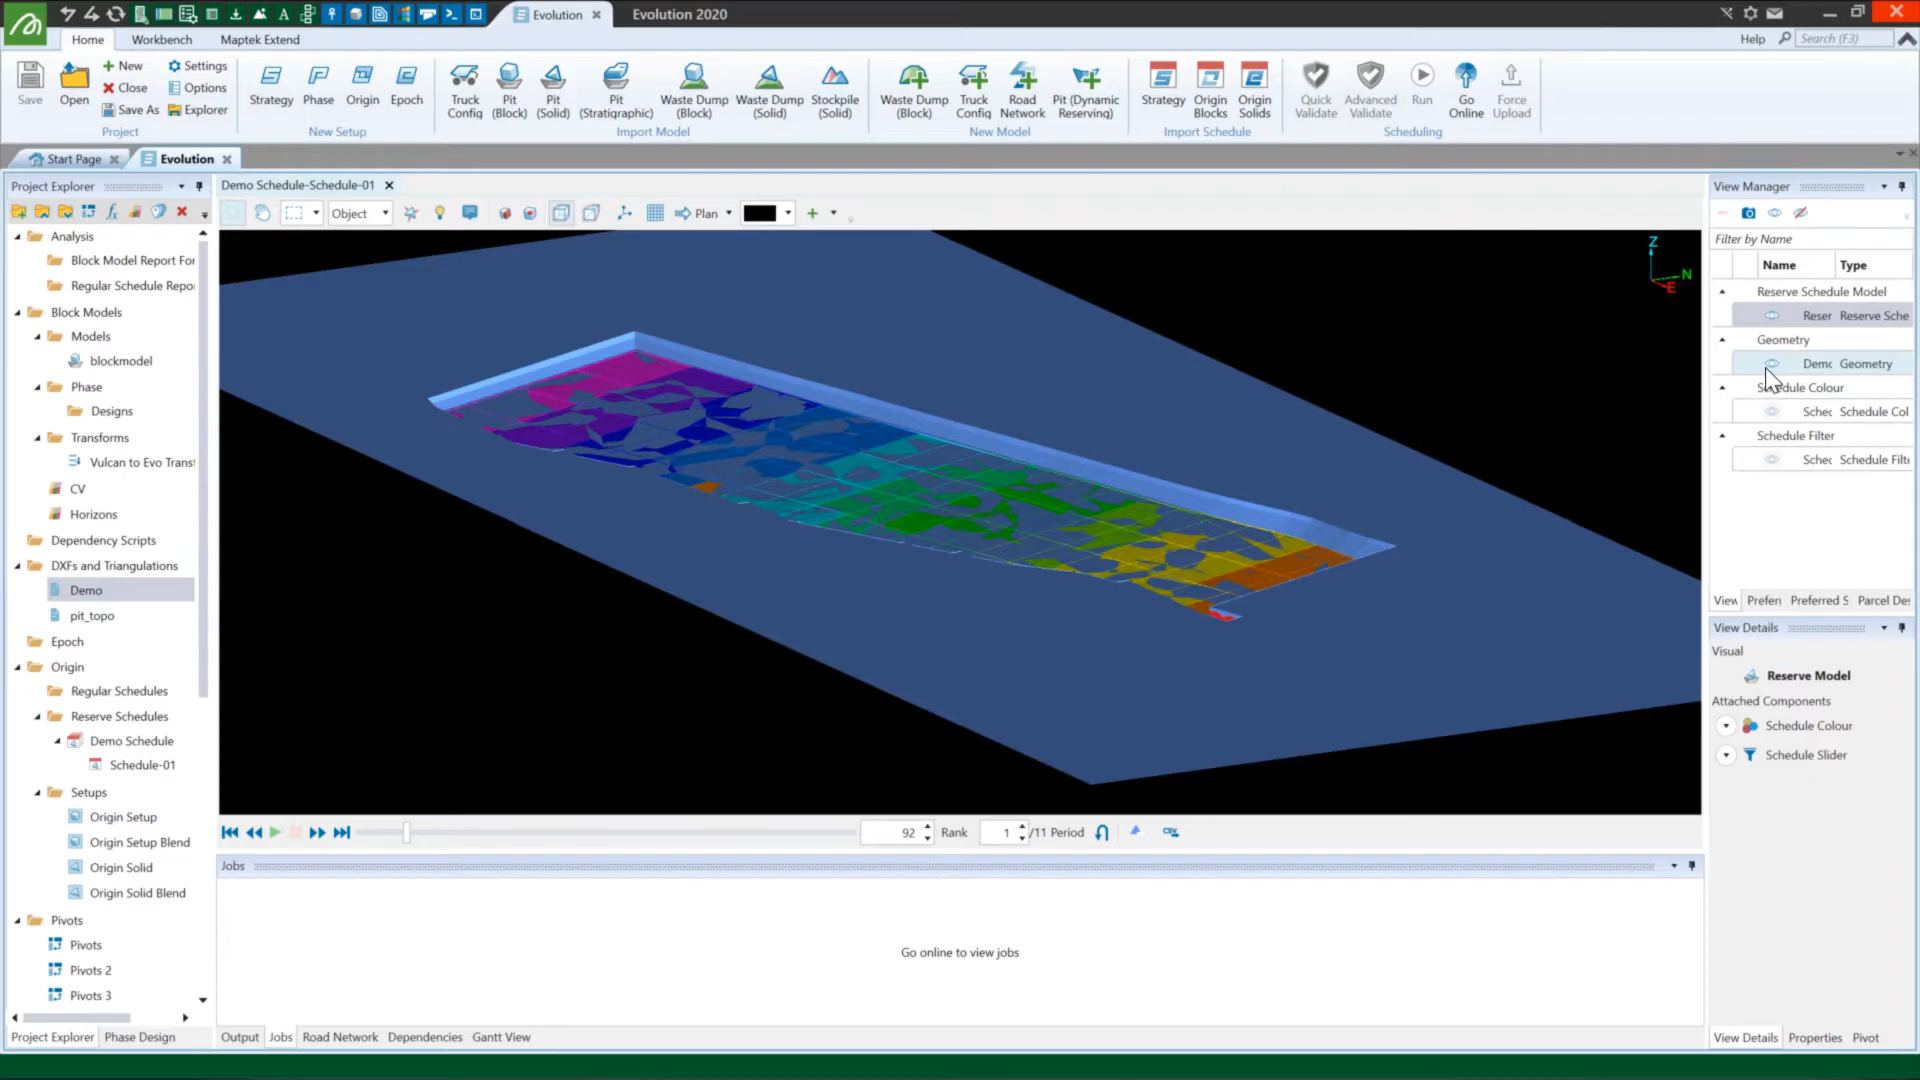 Evolution
Evolution 2020
Home
Workbench
Maptek Extend
Help
Search (F3)
Save
Open
New
Close
Save As
Settings
Options
Explorer
Project
Strategy
Phase
Origin
Epoch
New Setup
Truck
Config
Pit
(Block)
Pit
(Solid)
Pit
(Stratigraphic)
Waste Dump
(Block)
Waste Dump
(Solid)
Stockpile
(Solid)
Import Model
Waste Dump
(Block)
Truck
Config
Road
Network
Pit (Dynamic
Reserving)
New Model
Strategy
Origin
Blocks
Origin
Solids
Import Schedule
Quick
Validate
Advanced
Validate
Run
Go
Online
Force
Upload
Scheduling
Start Page
Evolution
Project Explorer
Analysis
Block Model Report For
Regular Schedule Repo
Block Models
Models
blockmodel
Phase
Designs
Transforms
Vulcan to Evo Transf
CV
Horizons
Dependency Scripts
DXFs and Triangulations
Demo
pit_topo
Epoch
Origin
Regular Schedules
Reserve Schedules
Demo Schedule
Schedule-01
Setups
Origin Setup
Origin Setup Blend
Origin Solid
Origin Solid Blend
Pivots
Pivots
Pivots 2
Pivots 3
Project Explorer
Phase Design
Demo Schedule-Schedule-01
Object
Plan
Z
N
E
92
Rank
1
/11 Period
CSV
Jobs
Go online to view jobs
Output
Jobs
Road Network
Dependencies
Gantt View
View Manager
Filter by Name
Name
Type
Reserve Schedule Model
Reser
Reserve Sche
Geometry
Demo
Geometry
Colour
Sched
Schedule Col
Schedule Filter
Sched
Schedule Filte
View
Prefen
Preferred S
Parcel Des
View Details
Visual
Reserve Model
Attached Components
Schedule Colour
Schedule Slider
View Details
Properties
Pivot